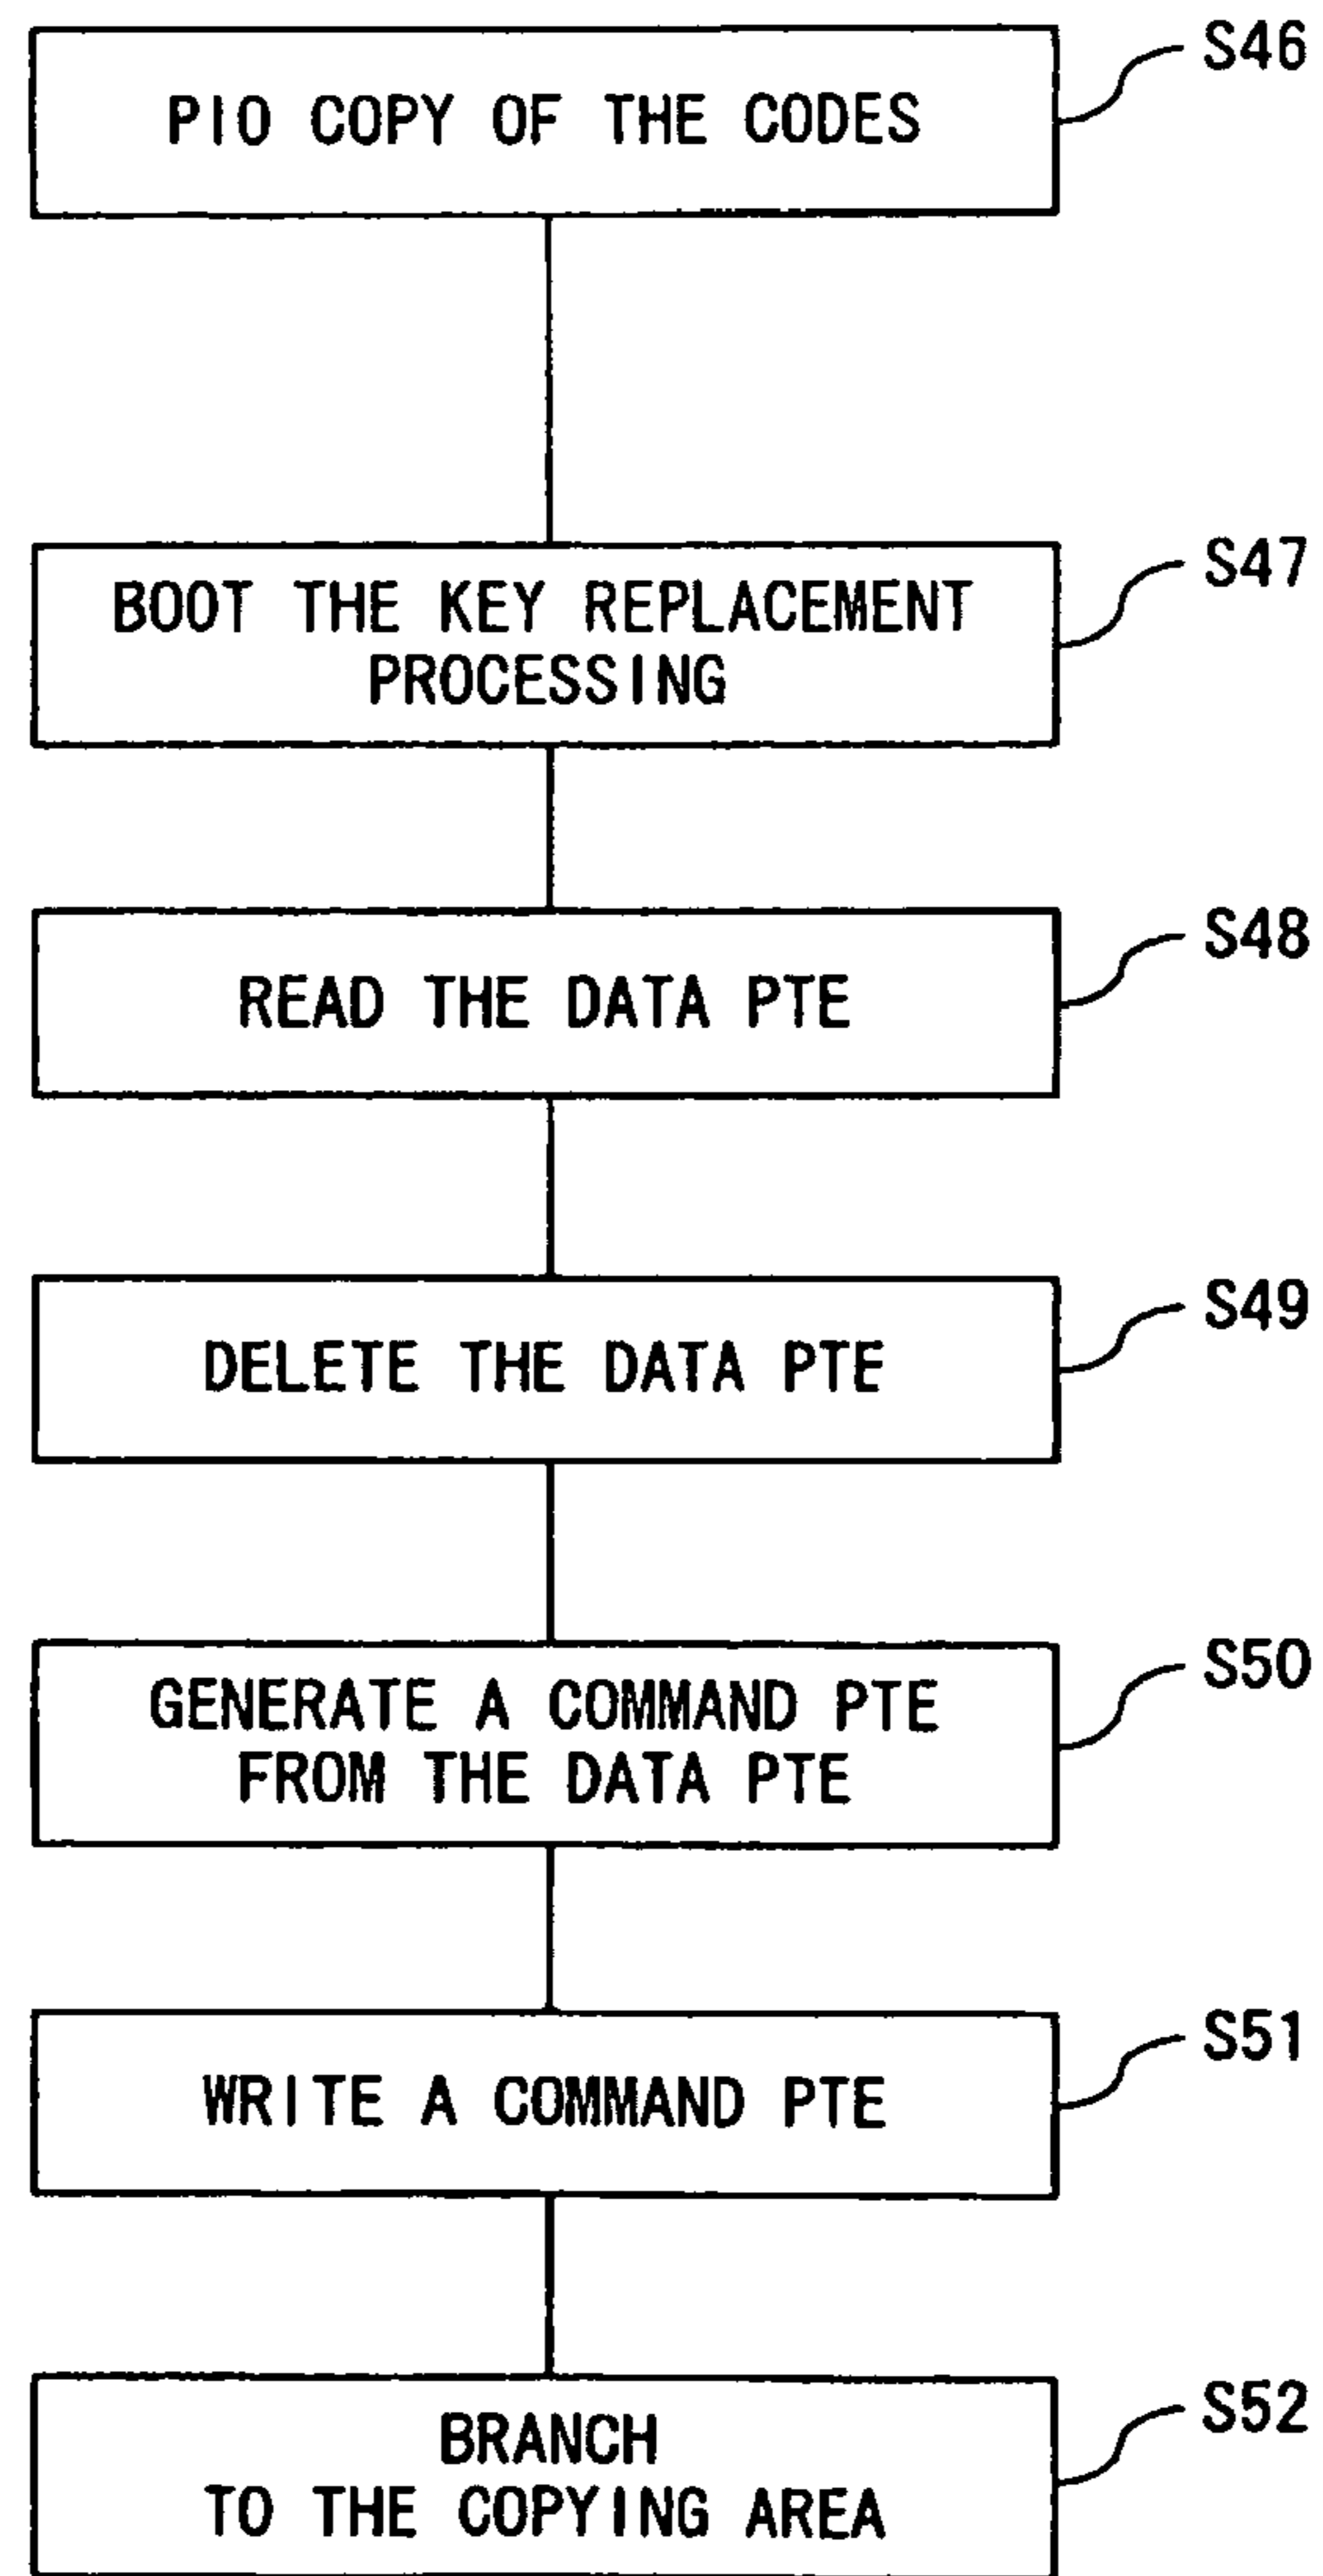 S46
PIO COPY OF THE CODES
S47
BOOT THE KEY REPLACEMENT
PROCESSING
S48
READ THE DATA PTE
S49
DELETE THE DATA PTE
S50
GENERATE A COMMAND PTE
FROM THE DATA PTE
S51
WRITE A COMMAND PTE
S52
BRANCH
TO THE COPYING AREA